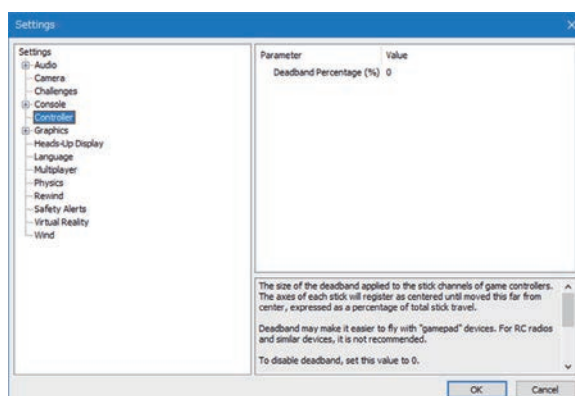 Settings
Settings
Audio
Camera
Challenges
Console
Controller
Graphics
Heads-Up Display
Language
Multiplayer
Physics
Rewind
Safety Alerts
Virtual Reality
Wind
Parameter Value
Deadband Percentage (%) 0
The size of the deadband applied to the stick channels of game controllers.
The axes of each stick will register as centered until moved this far from
center, expressed as a percentage of total stick travel.
Deadband may make it easier to fly with "gamepad" devices. For RC radios
and similar devices, it is not recommended.
To disable deadband, set this value to 0.
OK Cancel